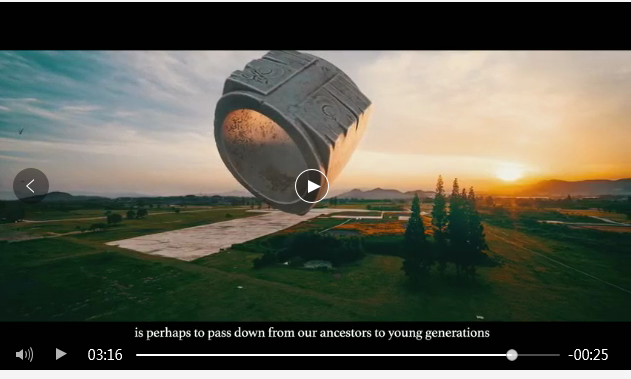 is perhaps to pass down from our ancestors to young generations
03:16
-00:25